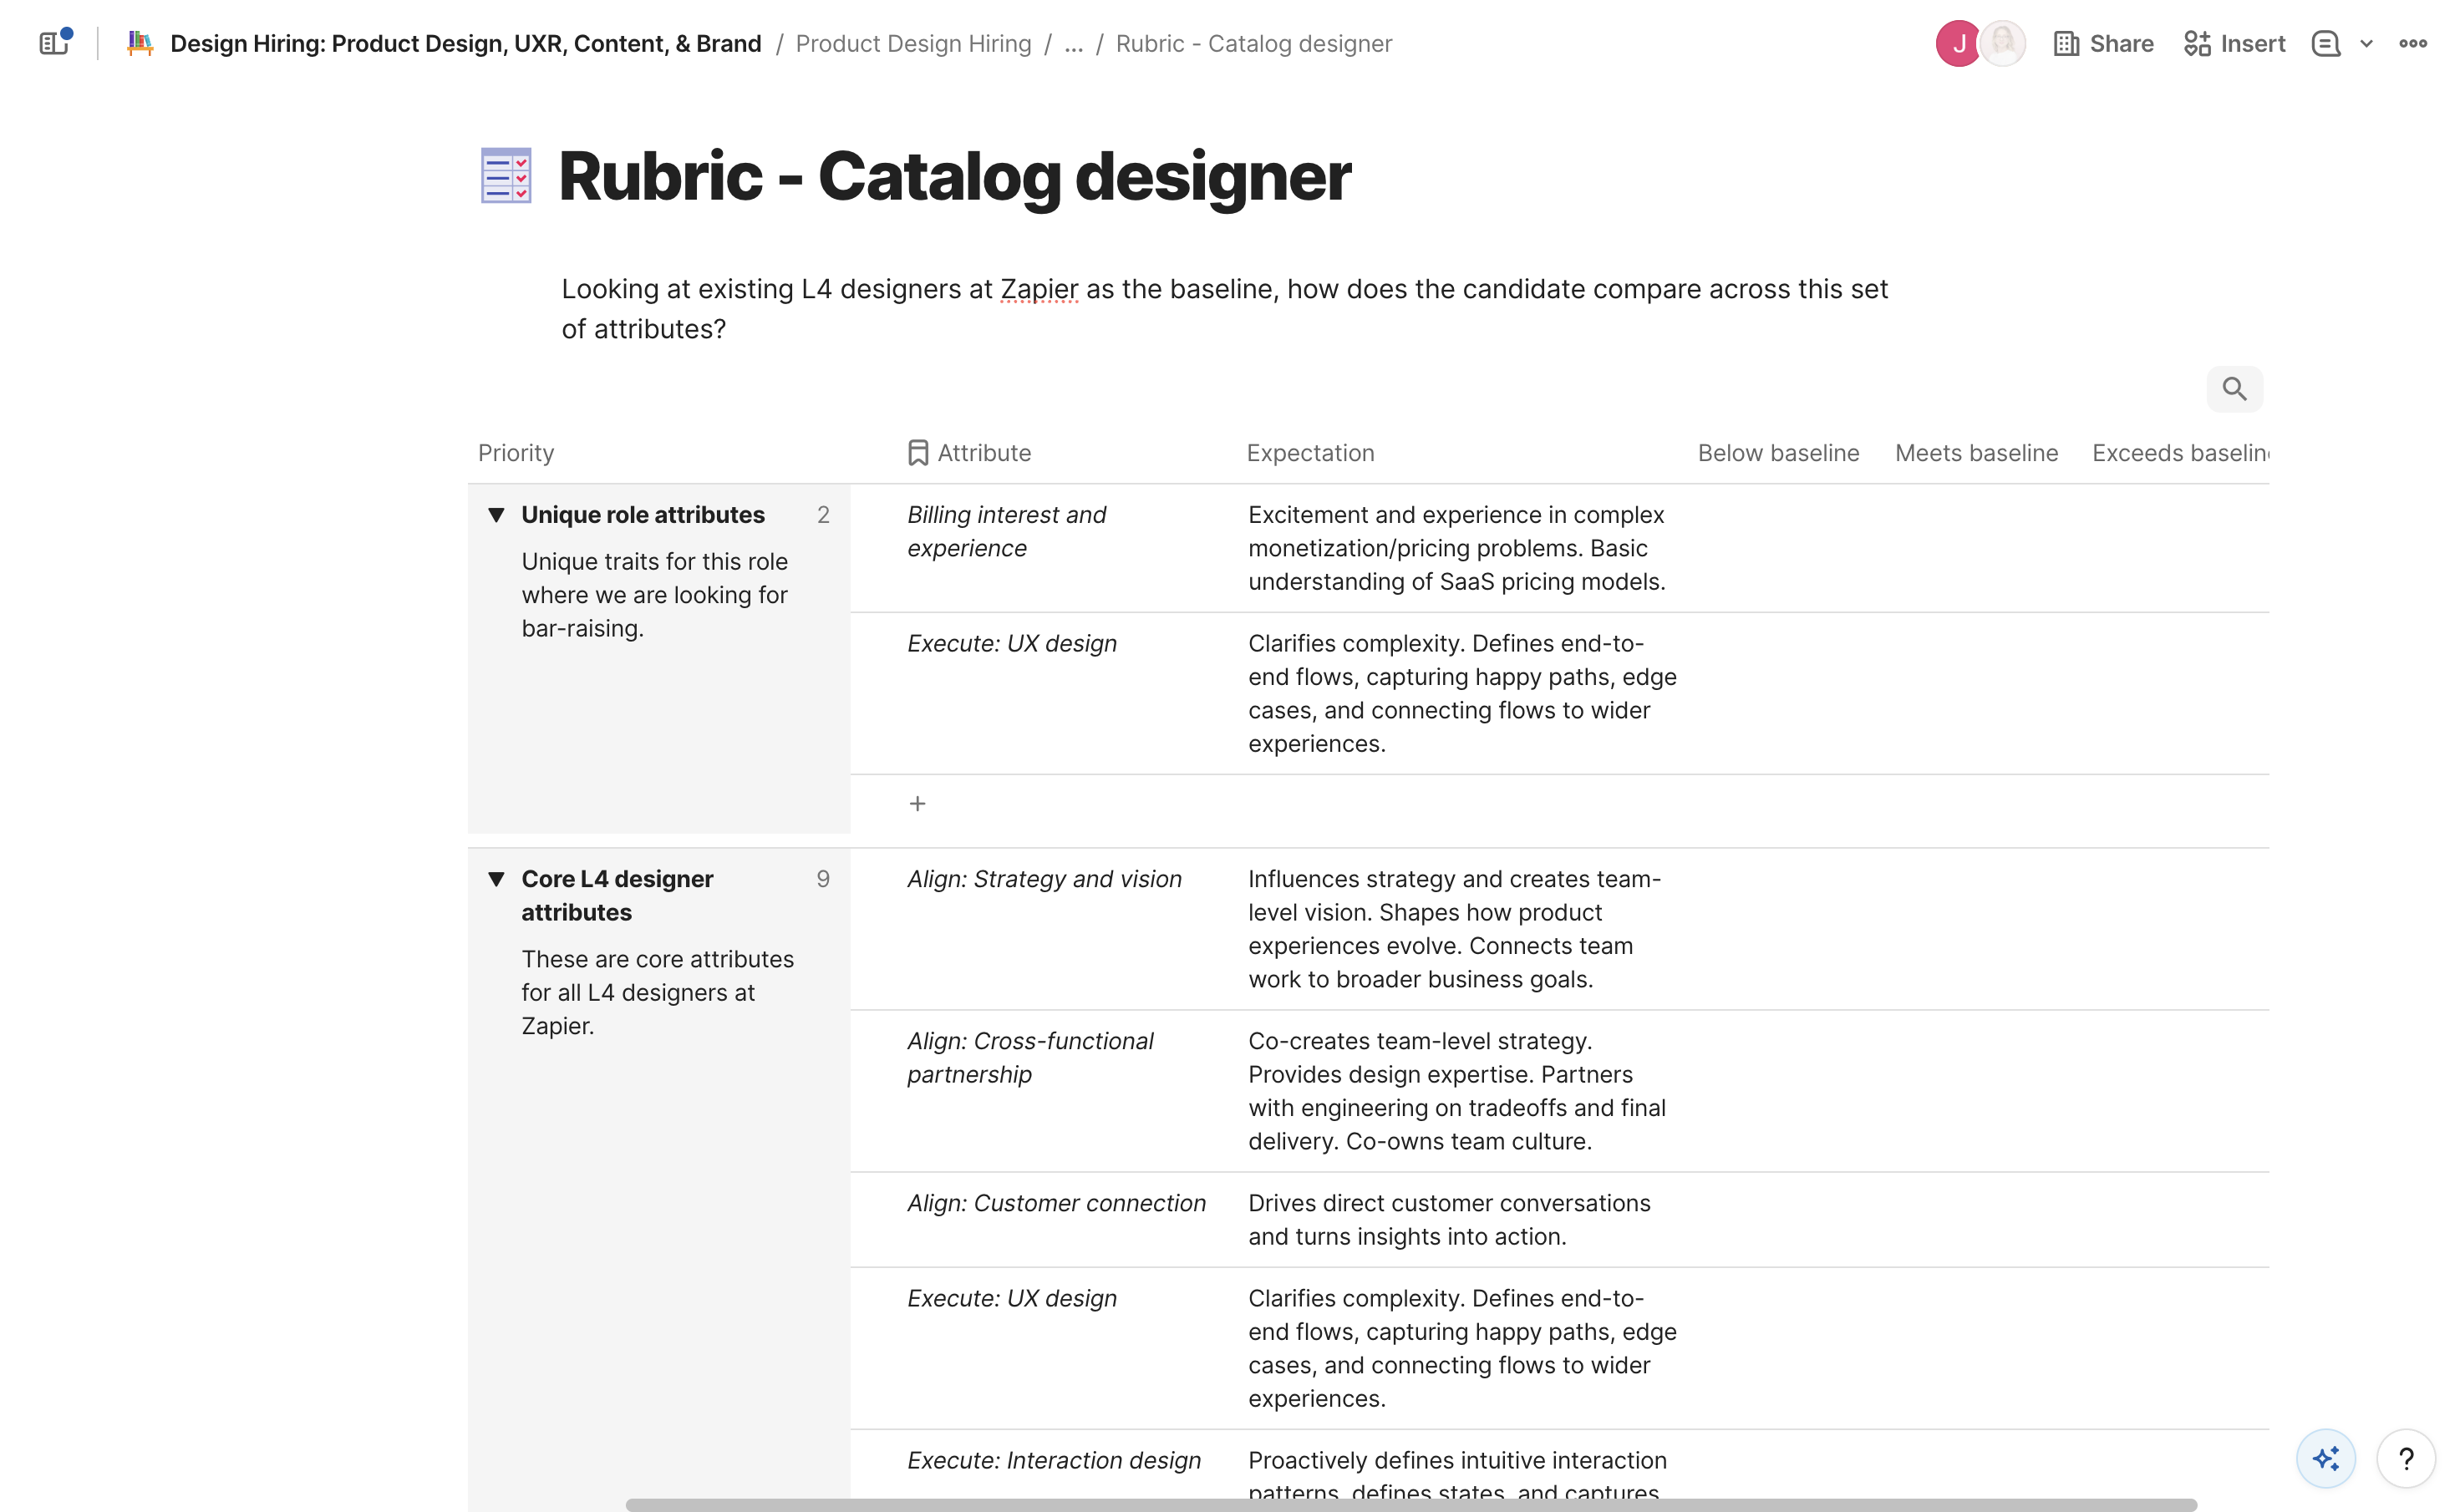 Design Hiring: Product Design, UXR, Content, & Brand / Product Design Hiring / ... / Rubric - Catalog designer
J
Share
Insert
Rubric - Catalog designer
Looking at existing L4 designers at Zapier as the baseline, how does the candidate compare across this set
of attributes?
Priority
Attribute
Expectation
Below baseline
Meets baseline
Exceeds baselin
Unique role attributes
2
Unique traits for this role
where we are looking for
bar-raising.
Billing interest and
experience
Excitement and experience in complex
monetization/pricing problems. Basic
understanding of SaaS pricing models.
Execute: UX design
Clarifies complexity. Defines end-to-
end flows, capturing happy paths, edge
cases, and connecting flows to wider
experiences.
+
Core L4 designer
attributes
9
These are core attributes
for all L4 designers at
Zapier.
Align: Strategy and vision
Influences strategy and creates team-
level vision. Shapes how product
experiences evolve. Connects team
work to broader business goals.
Align: Cross-functional
partnership
Co-creates team-level strategy.
Provides design expertise. Partners
with engineering on tradeoffs and final
delivery. Co-owns team culture.
Align: Customer connection
Drives direct customer conversations
and turns insights into action.
Execute: UX design
Clarifies complexity. Defines end-to-
end flows, capturing happy paths, edge
cases, and connecting flows to wider
experiences.
Execute: Interaction design
Proactively defines intuitive interaction
patterns, defines states, and captures
?